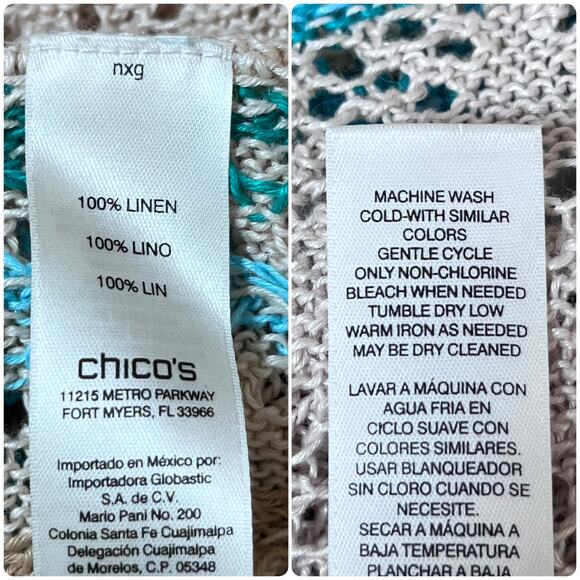 nxg
100% LINEN
100% LINO
100% LIN
chico's
11215 METRO PARKWAY
FORT MYERS, FL 33966
Importado en México por:
Importadora Globastic
S.A. de C.V.
Mario Pani No. 200
Colonia Santa Fe Cuajimalpa
Delegación Cuajimalpa
de Morelos, C.P. 05348
MACHINE WASH
COLD-WITH SIMILAR
COLORS
GENTLE CYCLE
ONLY NON-CHLORINE
BLEACH WHEN NEEDED
TUMBLE DRY LOW
WARM IRON AS NEEDED
MAY BE DRY CLEANED
LAVAR A MÁQUINA CON
AGUA FRIA EN
CICLO SUAVE CON
COLORES SIMILARES.
USAR BLANQUEADOR
SIN CLORO CUANDO SE
NECESITE.
SECAR A MÁQUINA A
BAJA TEMPERATURA
PLANCHAR A BAJA